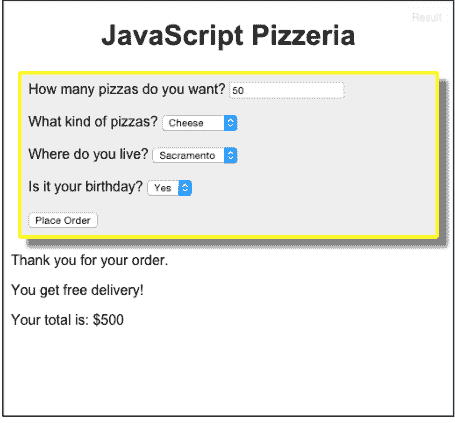 Result
JavaScript Pizzeria
How many pizzas do you want? 50
What kind of pizzas? Cheese
Where do you live? Sacramento
Is it your birthday? Yes
Place Order
Thank you for your order.
You get free delivery!
Your total is: $500